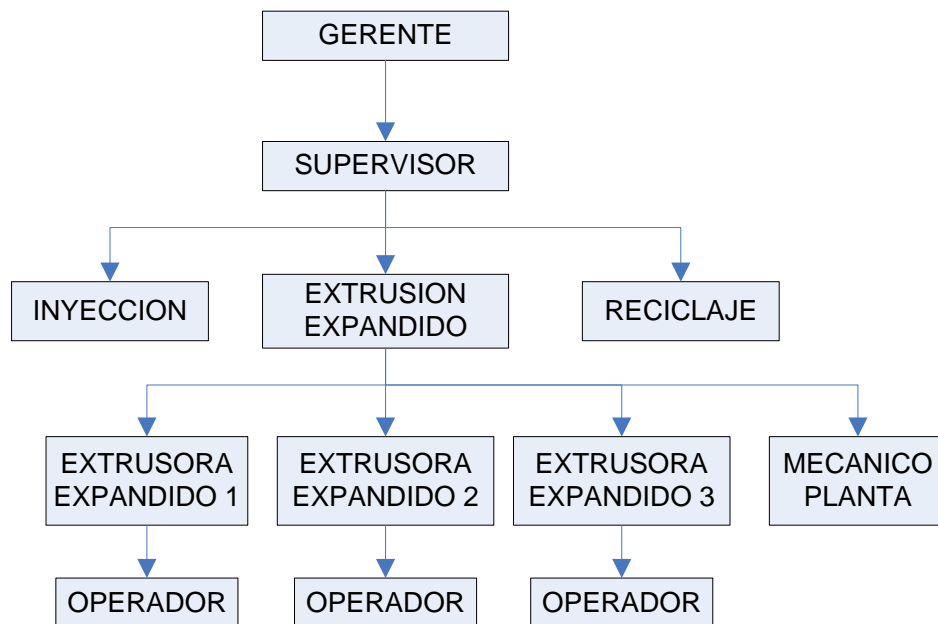 GERENTE
SUPERVISOR
INYECCION
EXTRUSION
EXPANDIDO
RECICLAJE
EXTRUSORA
EXPANDIDO 1
EXTRUSORA
EXPANDIDO 2
EXTRUSORA
EXPANDIDO 3
MECANICO
PLANTA
OPERADOR
OPERADOR
OPERADOR